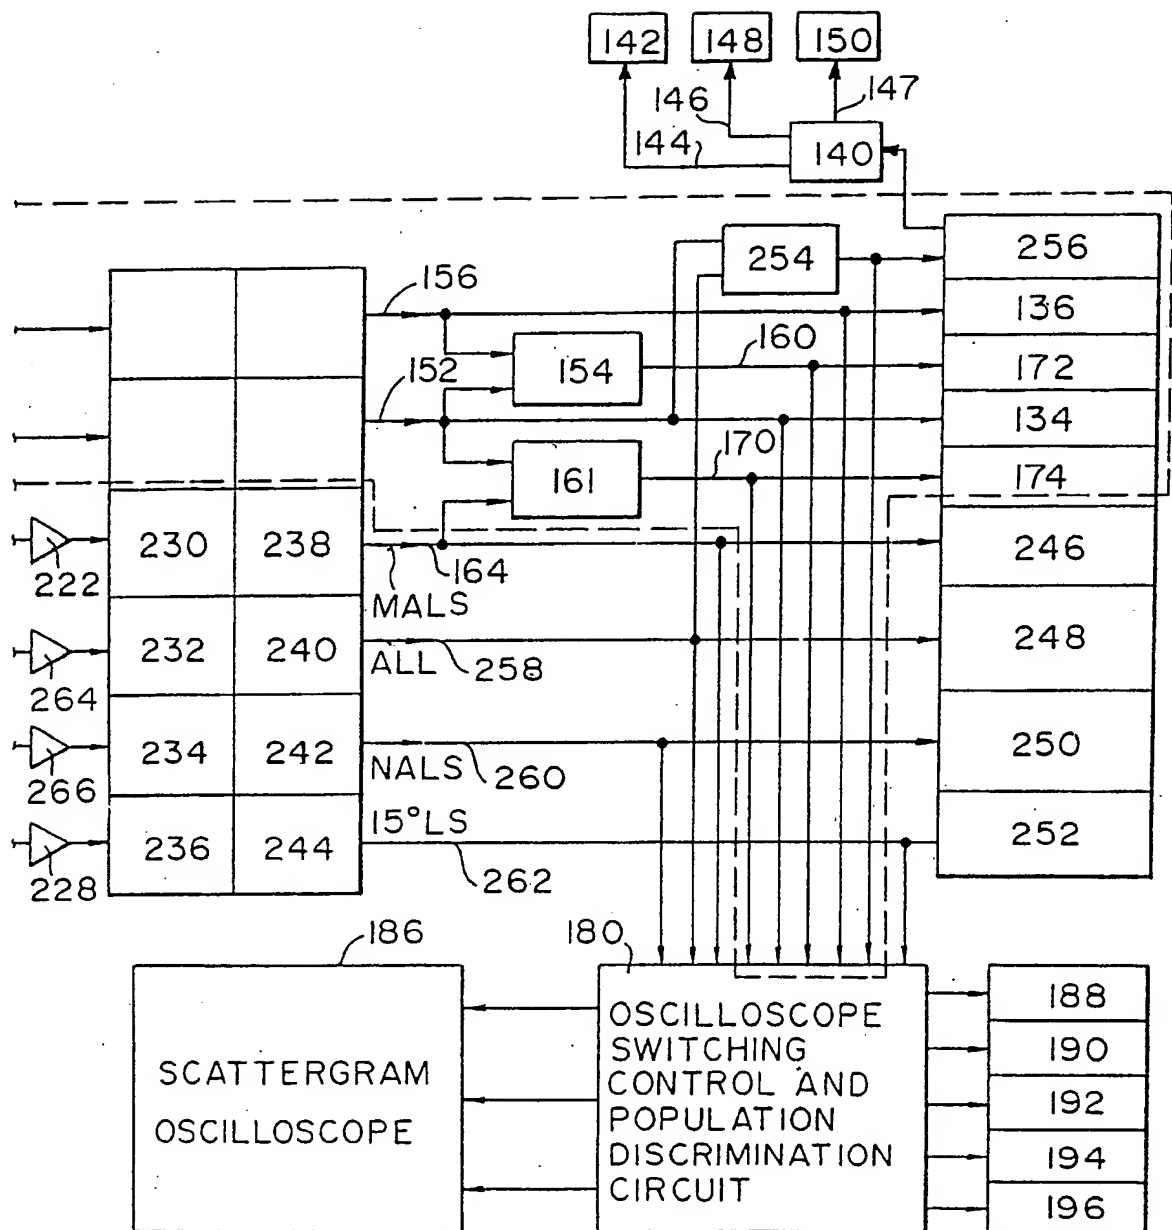 142 148 150
146 147
144 140
254 256
156 136
154 160 172
152 134
161 170 174
230 238 246
222 164
MALS
232 240 248
ALL 258
264
234 242 250
NALS 260
266
15°LS
236 244 252
228 262
186 180
188
OSCILLOSCOPE
SWITCHING 190
SCATTERGRAM CONTROL AND 192
OSCILLOSCOPE POPULATION
DISCRIMINATION 194
CIRCUIT 196